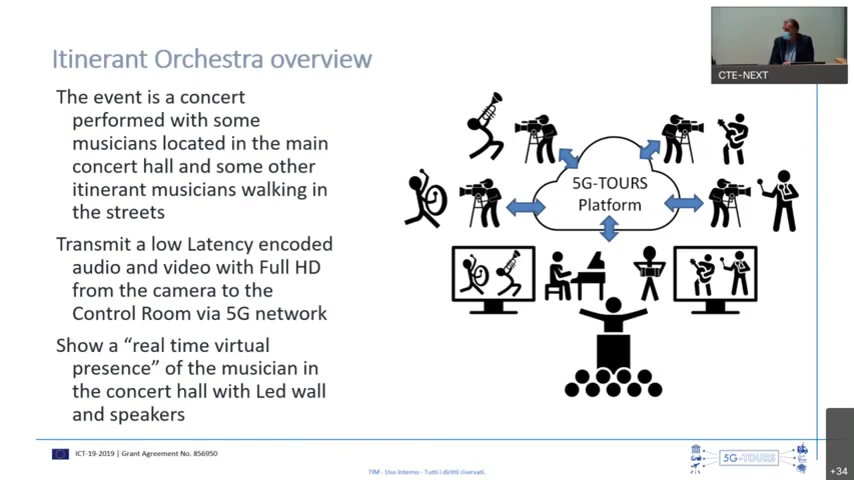 CTE-NEXT
Itinerant Orchestra overview
The event is a concert
performed with some
musicians located in the main
concert hall and some other
itinerant musicians walking in
the streets
Transmit a low Latency encoded
audio and video with Full HD
from the camera to the
Control Room via 5G network
Show a “real time virtual
presence” of the musician in
the concert hall with Led wall
and speakers
5G-TOURS
Platform
ICT-19-2019 | Grant Agreement No. 856950
TIM - Uso Interno - Tutti i diritti riservati.
5G-TOURS
+34